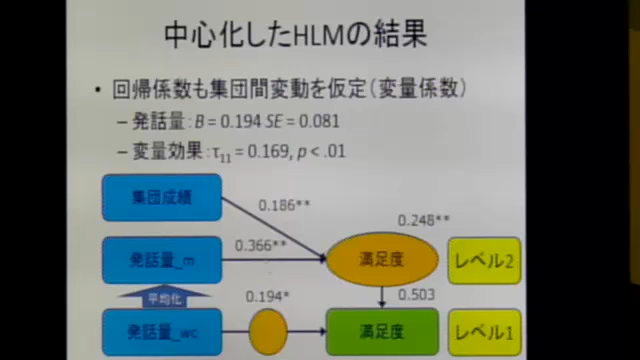 中心化したHLMの結果
• 回帰係数も集団間変動を仮定(変量係数)
– 発話量:B = 0.194 SE = 0.081
– 変量効果:τ11 = 0.169, p < .01
集団成績
0.186**
0.248**
発話量_m
0.366**
満足度
レベル2
平均化
0.194*
0.503
発話量_wc
満足度
レベル1